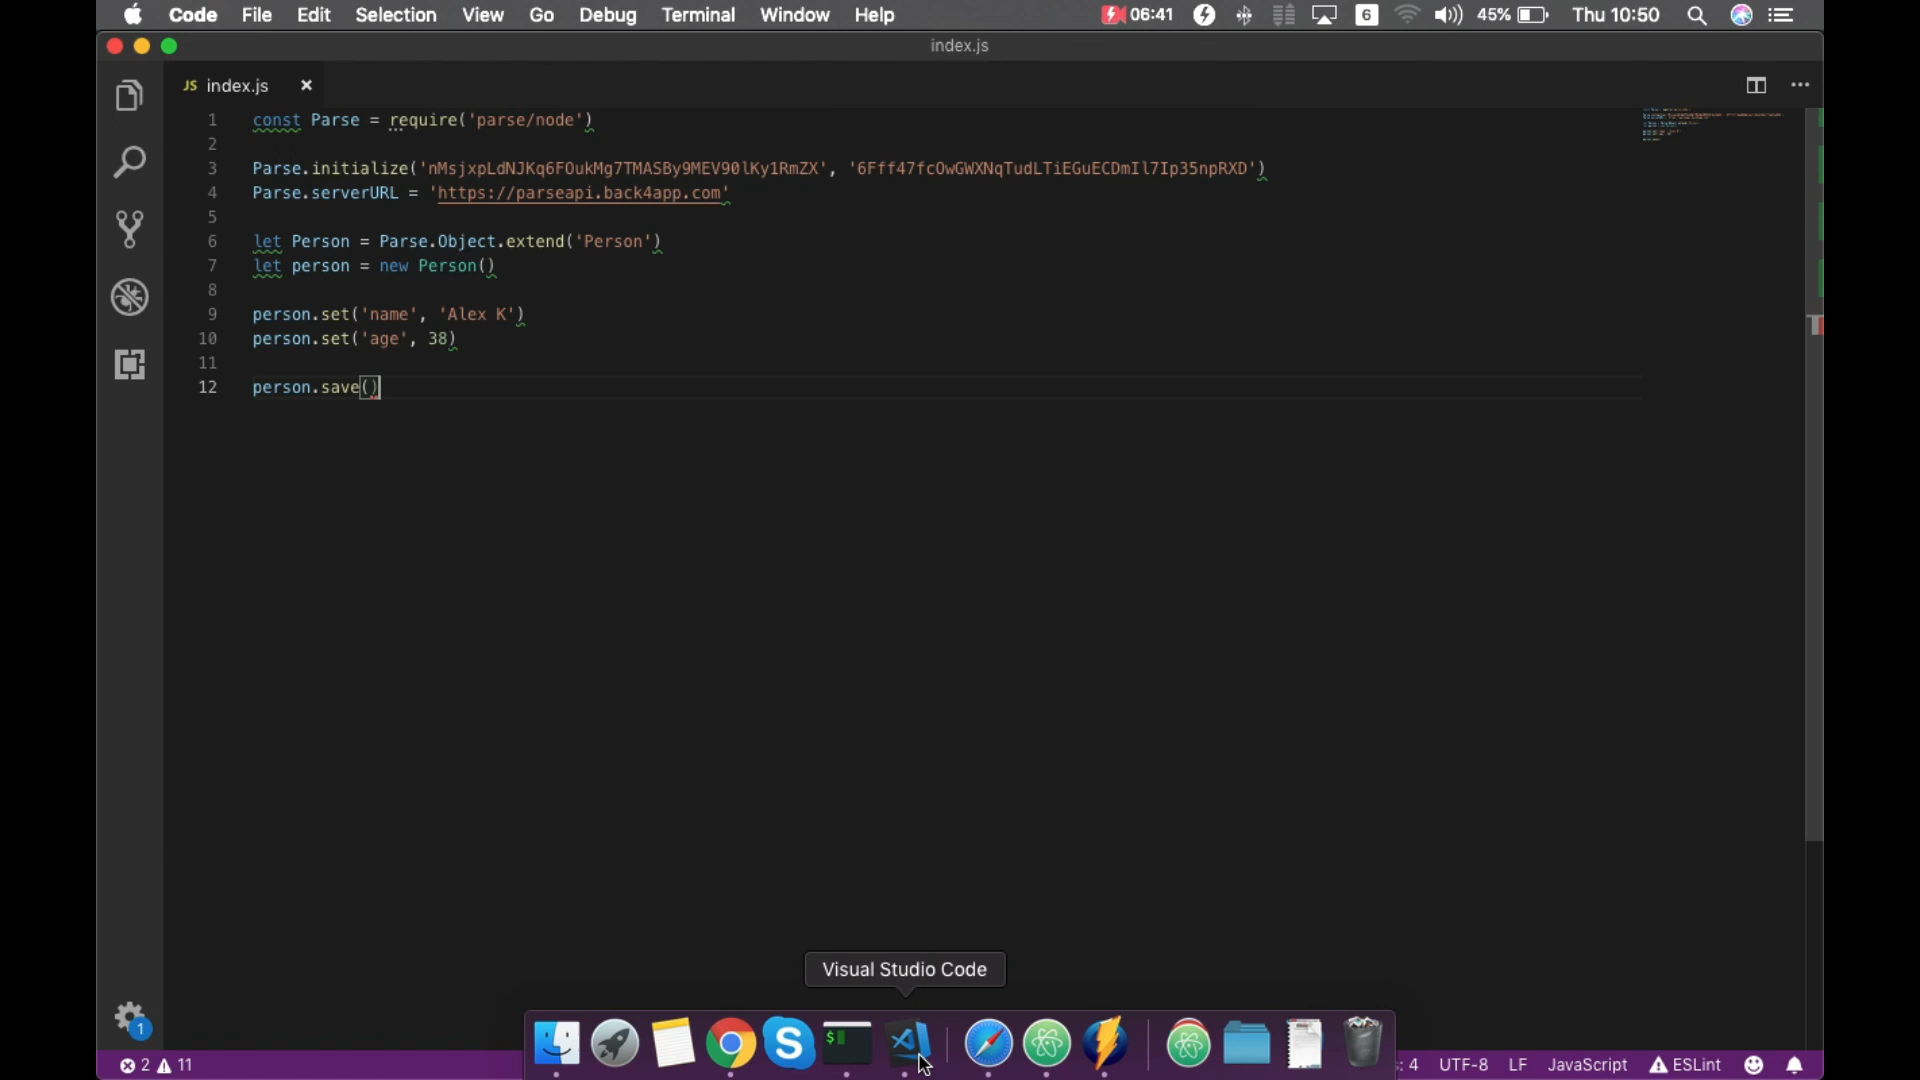 Code File Edit Selection View Go Debug Terminal Window Help 06:41 6 45% Thu 10:50
index.js
JS index.js
1 const Parse = require('parse/node')
2
3 Parse.initialize('nMsjxpLdNJKq6FOukMg7TMASBy9MEV90lKy1RmZX', '6Fff47fcOwGWXNqTudLTiEGuECDmIl7Ip35npRXD')
4 Parse.serverURL = 'https://parseapi.back4app.com'
5
6 let Person = Parse.Object.extend('Person')
7 let person = new Person()
8
9 person.set('name', 'Alex K')
10 person.set('age', 38)
11
12 person.save()
Visual Studio Code
1
$
S
2 11 : 4 UTF-8 LF JavaScript ESLint